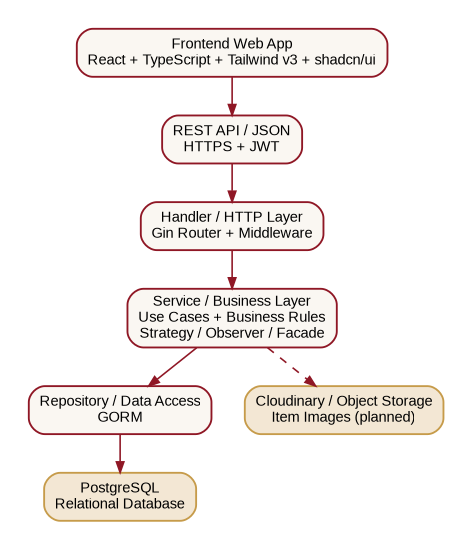 Frontend Web App
React + TypeScript + Tailwind v3 + shadcn/ui
REST API / JSON
HTTPS + JWT
Handler / HTTP Layer
Gin Router + Middleware
Service / Business Layer
Use Cases + Business Rules
Strategy / Observer / Facade
Repository / Data Access
GORM
Cloudinary / Object Storage
Item Images (planned)
PostgreSQL
Relational Database